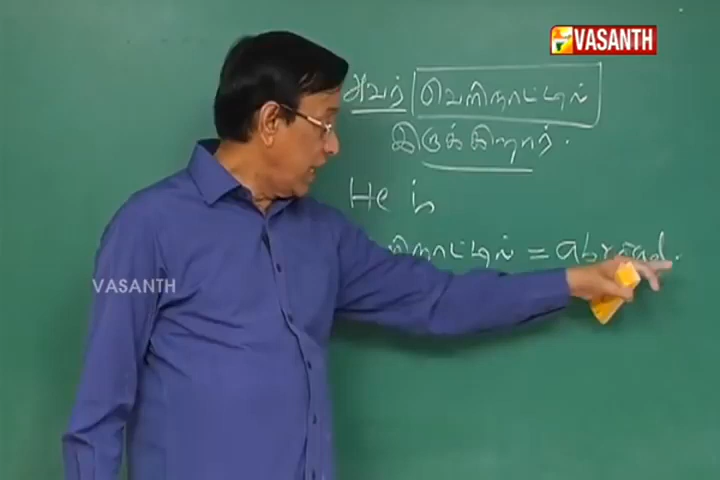 VASANTH
அவர் வெளிநாட்டில்
இருக்கிறார்.
He is
ளிநாட்டில் = abroad.
VASANTH